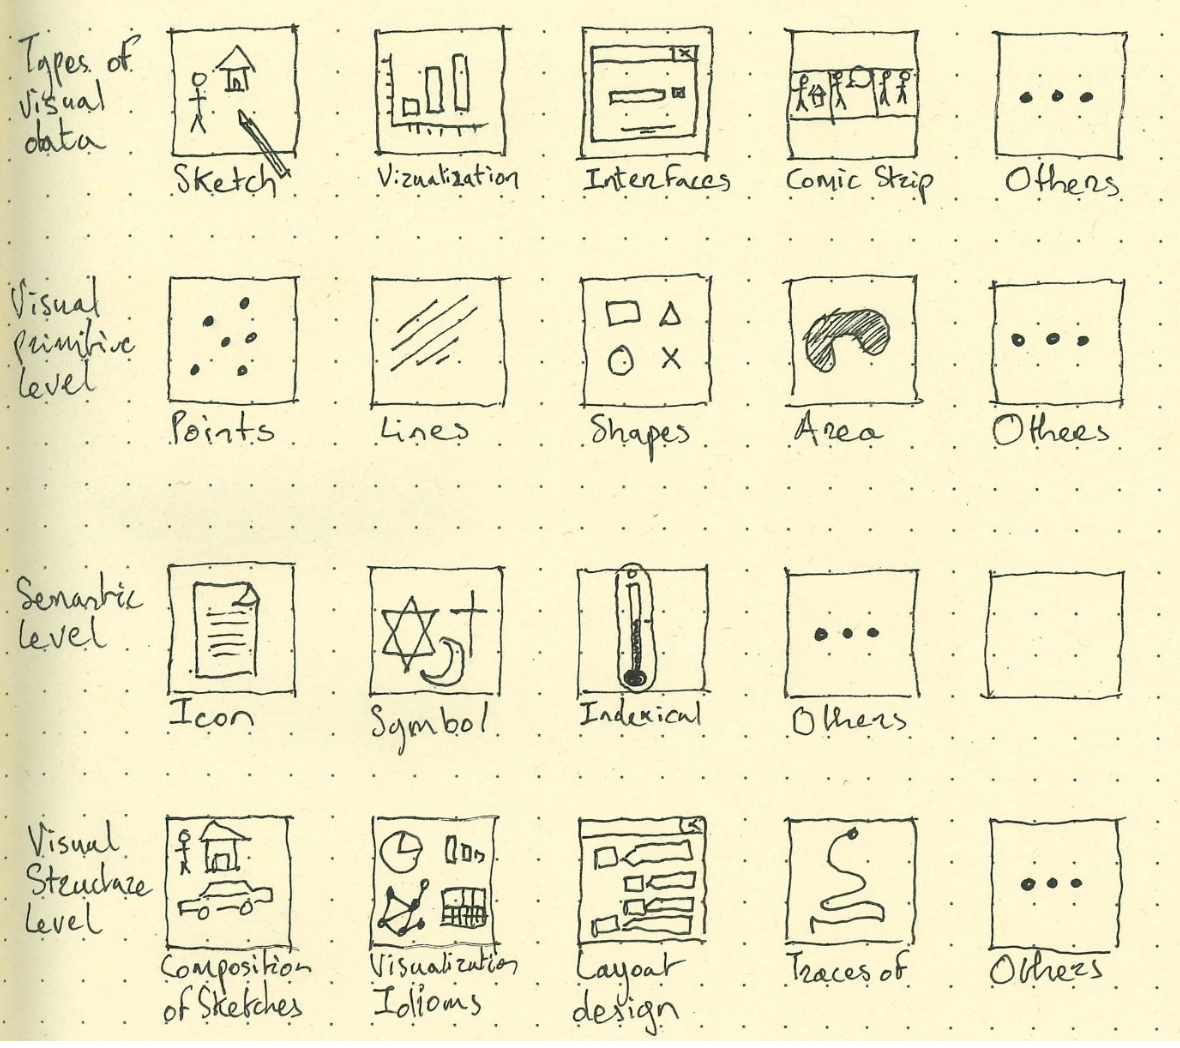 Types of
visual
data
Sketch
Vizualization
Interfaces
Comic Strip
Others
Visual
primitive
level
Points
Lines
Shapes
Area
Others
Semantic
level
Icon
Symbol
Indexical
Others
Visual
Structure
level
Composition
of Sketches
Visualization
Idioms
Layout
design
Traces of
Others